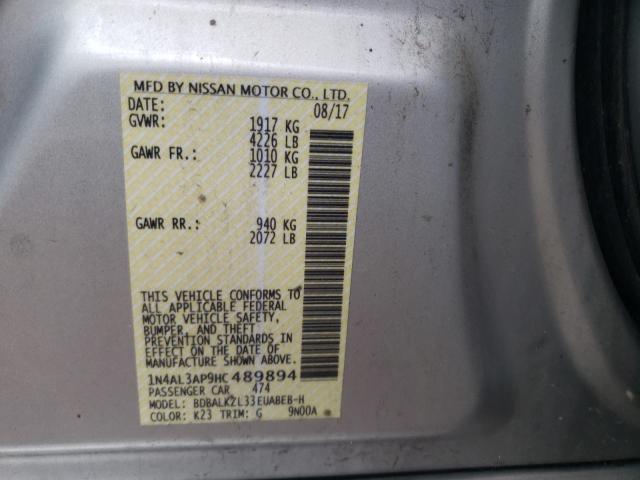 MFD BY NISSAN MOTOR CO., LTD.
DATE: 08/17
GVWR: 1917 KG
4226 LB
GAWR FR.: 1010 KG
2227 LB
GAWR RR.: 940 KG
2072 LB
THIS VEHICLE CONFORMS TO
ALL APPLICABLE FEDERAL
MOTOR VEHICLE SAFETY,
BUMPER, AND THEFT
PREVENTION STANDARDS IN
EFFECT ON THE DATE OF
MANUFACTURE SHOWN ABOVE.
1N4AL3AP9HC489894
PASSENGER CAR 474
MODEL: BDBALKZL33EUABEB-H
COLOR: K23 TRIM: G 9N00A